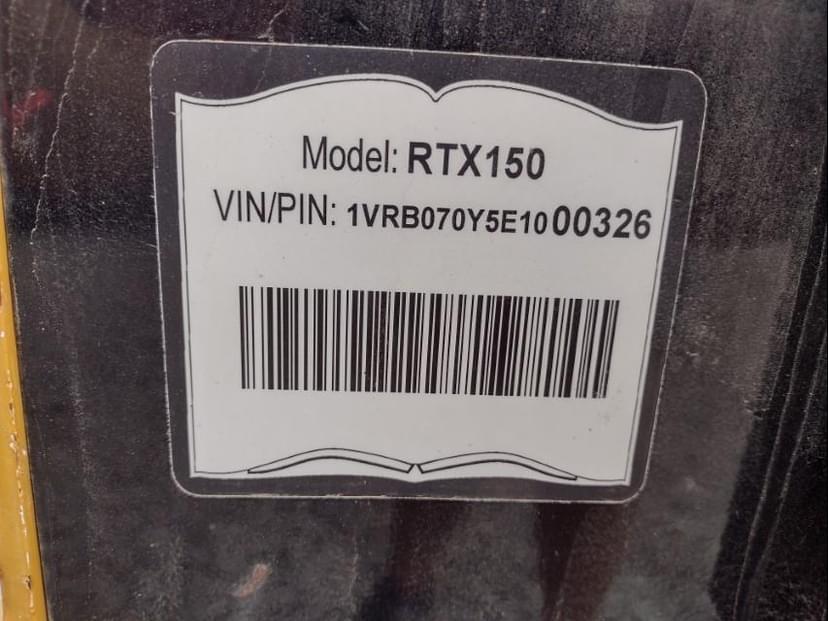 Model: RTX150
VIN/PIN: 1VRB070Y5E1000326